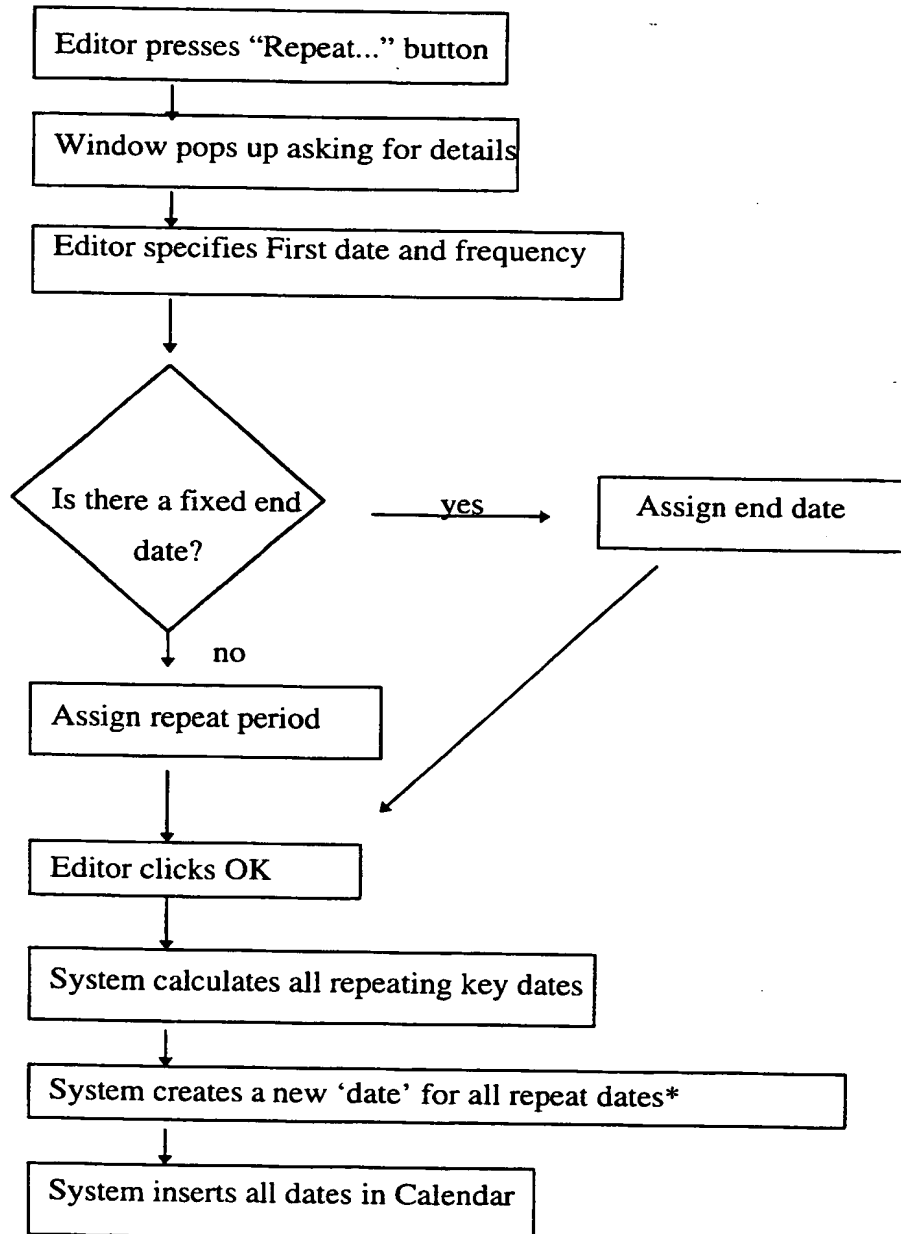 Editor presses “Repeat...” button
Window pops up asking for details
Editor specifies First date and frequency
Is there a fixed end
date?
yes
Assign end date
no
Assign repeat period
Editor clicks OK
System calculates all repeating key dates
System creates a new ‘date’ for all repeat dates*
System inserts all dates in Calendar